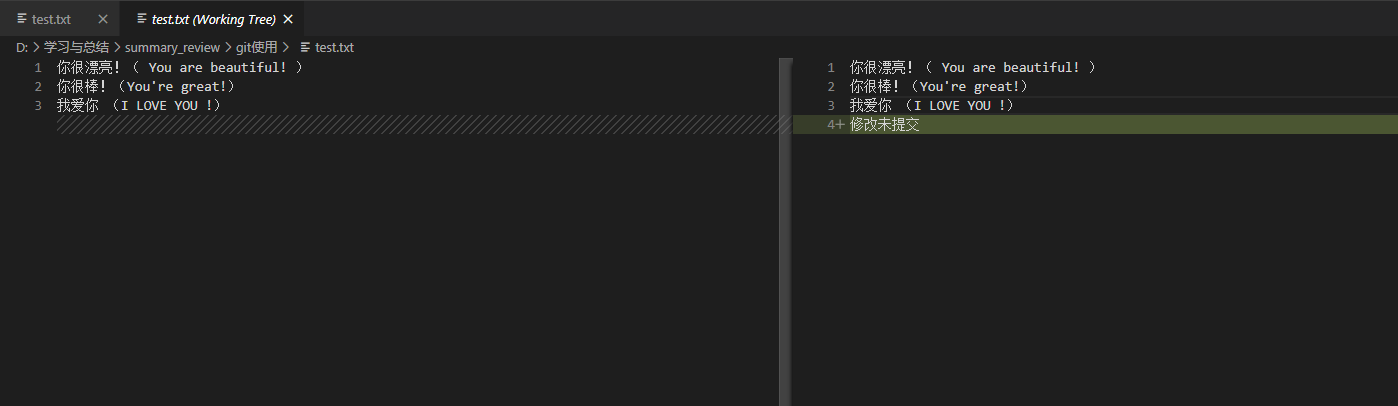 test.txt
test.txt (Working Tree)
D: > 学习与总结 > summary_review > git使用 > test.txt
1 你很漂亮！（ You are beautiful! ）
2 你很棒！（You're great!）
3 我爱你 （I LOVE YOU !）
1 你很漂亮！（ You are beautiful! ）
2 你很棒！（You're great!）
3 我爱你 （I LOVE YOU !）
4+ 修改未提交